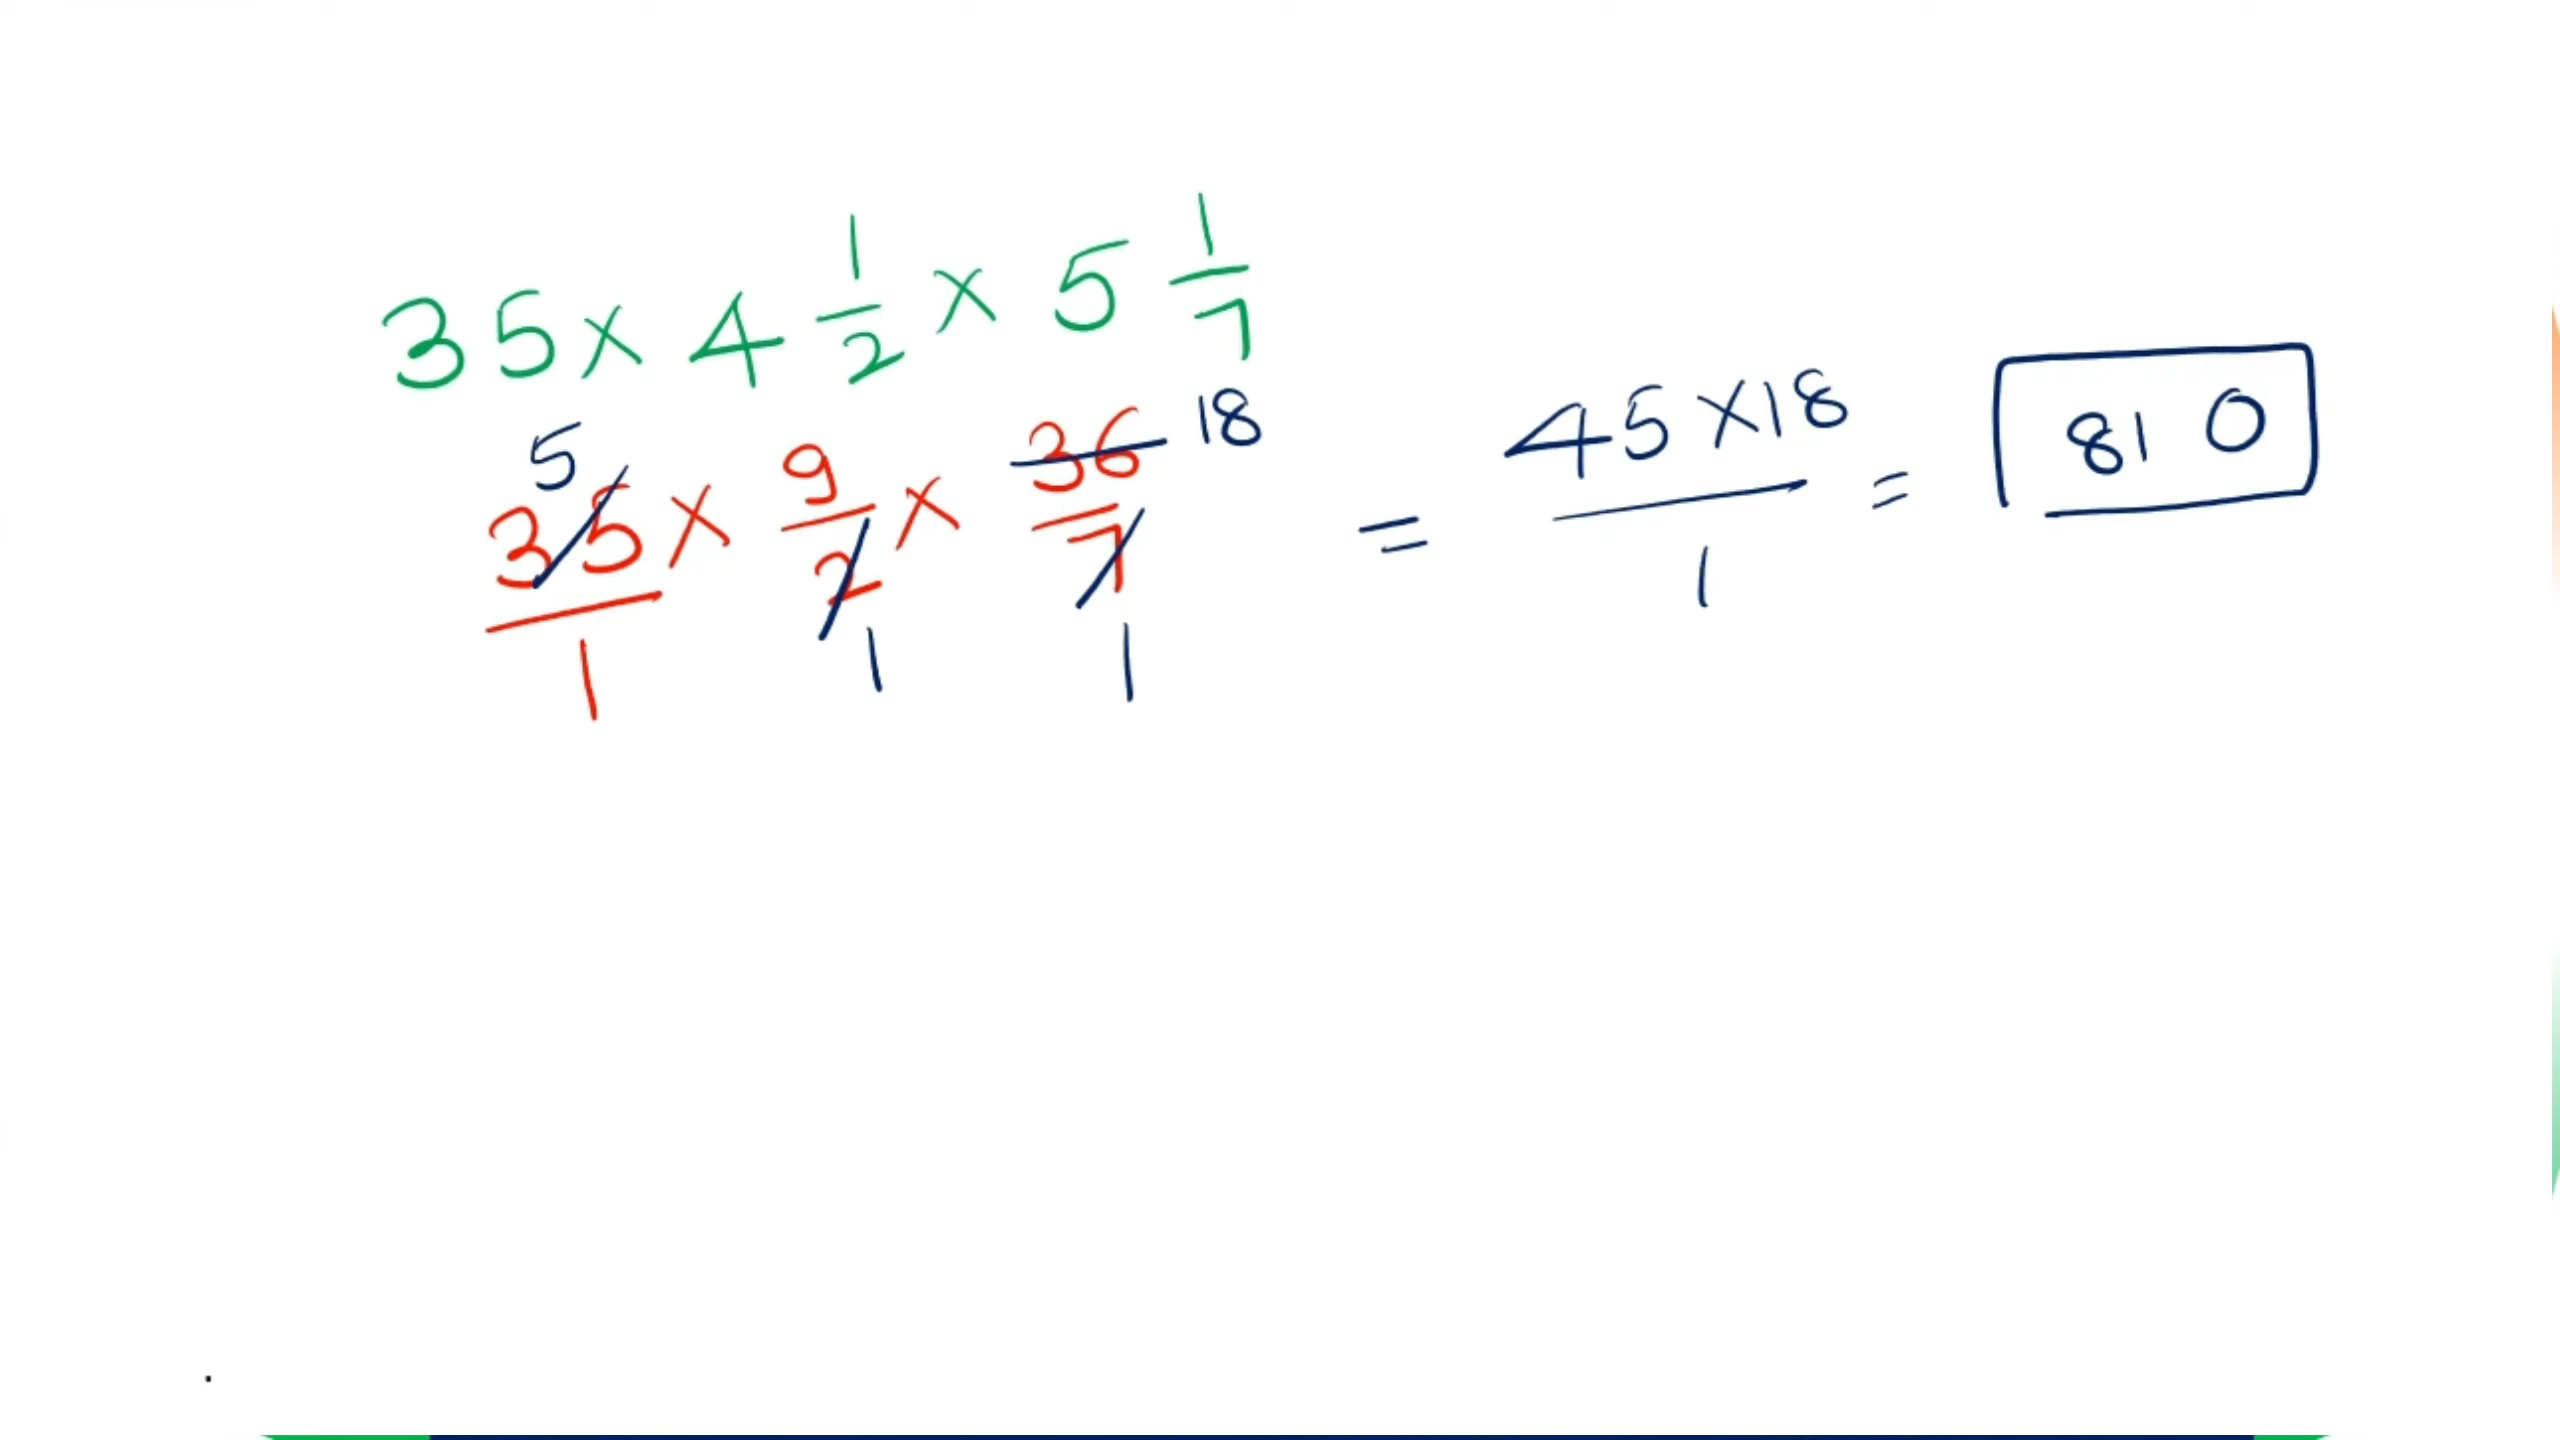 35 × 4 1/2 × 5 1/7
5 18
35/1 × 9/2 × 36/7 = 45×18/1 = 810
1 1